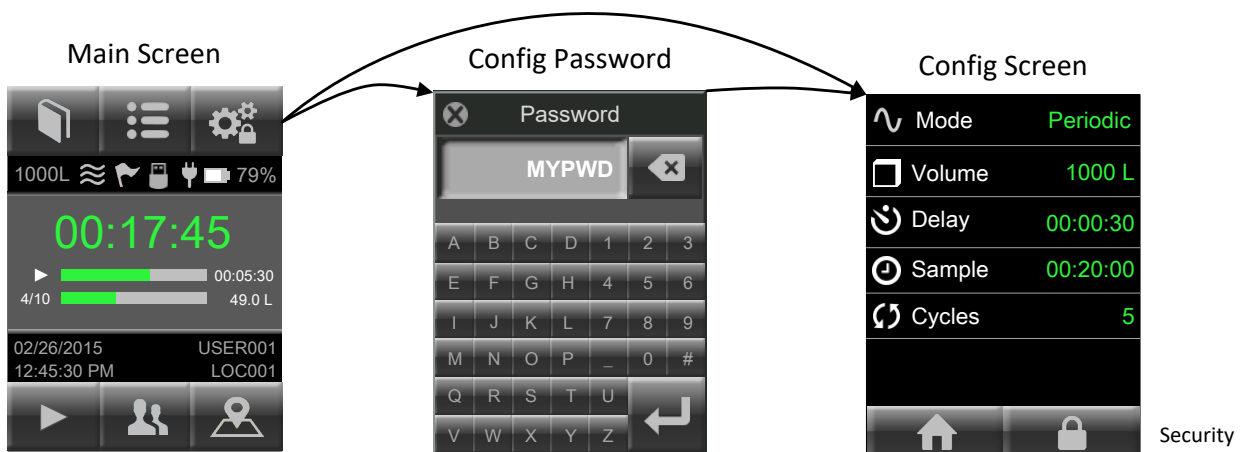 Main Screen
Config Password
Config Screen
1000L 79%
00:17:45
00:05:30
4/10 49.0 L
02/26/2015 USER001
12:45:30 PM LOC001
Password
MYPWD
A B C D 1 2 3
E F G H 4 5 6
I J K L 7 8 9
M N O P _ 0 #
Q R S T U
V W X Y Z
Mode Periodic
Volume 1000 L
Delay 00:00:30
Sample 00:20:00
Cycles 5
Security